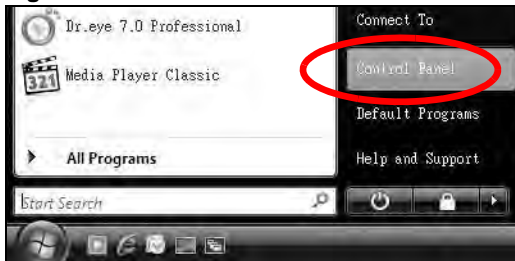 Dr.eye 7.0 Professional
321
Media Player Classic
All Programs
Start Search
Connect To
Control Panel
Default Programs
Help and Support